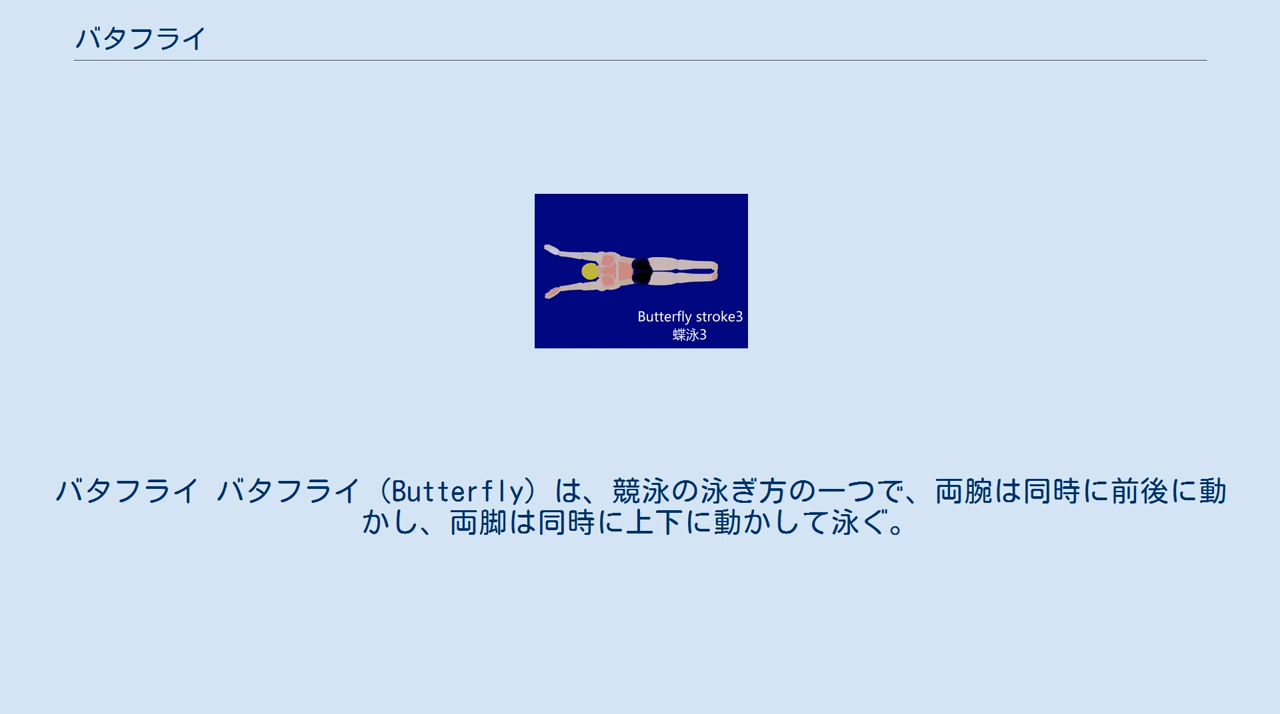 バタフライ
Butterfly stroke3
蝶泳3
バタフライ バタフライ（Butterfly）は、競泳の泳ぎ方の一つで、両腕は同時に前後に動
かし、両脚は同時に上下に動かして泳ぐ。